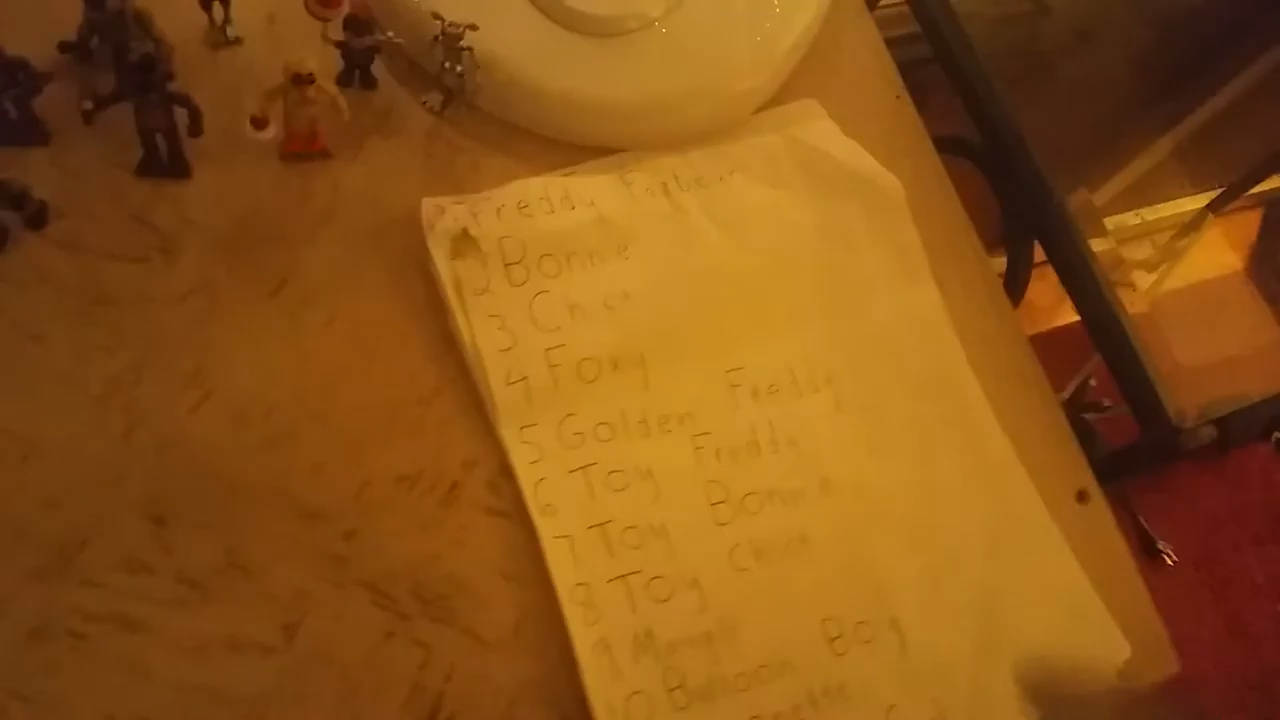 Freddy Fazbear
2 Bonnie
3 Chica
4 Foxy
5 Golden Freddy
6 Toy Freddy
7 Toy Bonnie
8 Toy Chica
9 Mangle
10 Balloon Boy